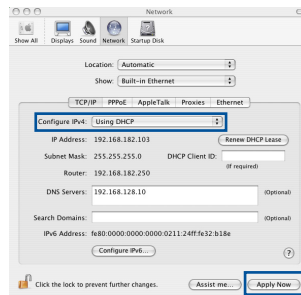 Network
Show All Displays Sound Network Startup Disk
Location: Automatic
Show: Built-in Ethernet
TCP/IP PPPoE AppleTalk Proxies Ethernet
Configure IPv4: Using DHCP
IP Address: 192.168.182.103 Renew DHCP Lease
Subnet Mask: 255.255.255.0 DHCP Client ID:
(If required)
Router: 192.168.182.250
DNS Servers: 192.168.128.10 (Optional)
Search Domains: (Optional)
IPv6 Address: fe80:0000:0000:0000:0211:24ff:fe32:b18e
Configure IPv6... ?
Click the lock to prevent further changes. Assist me... Apply Now